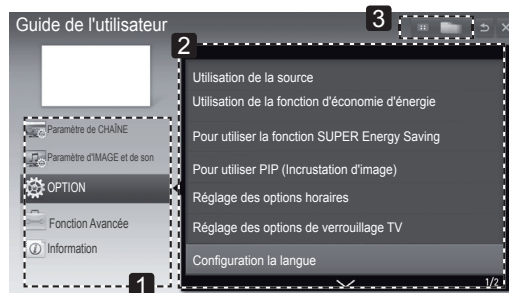 Guide de l'utilisateur
3
2
Utilisation de la source
Utilisation de la fonction d'économie d'énergie
Pour utiliser la fonction SUPER Energy Saving
Pour utiliser PIP (Incrustation d'image)
Réglage des options horaires
Réglage des options de verrouillage TV
Configuration la langue
1/2
Paramètre de CHAÎNE
Paramètre d'IMAGE et de son
OPTION
Fonction Avancée
Information
1